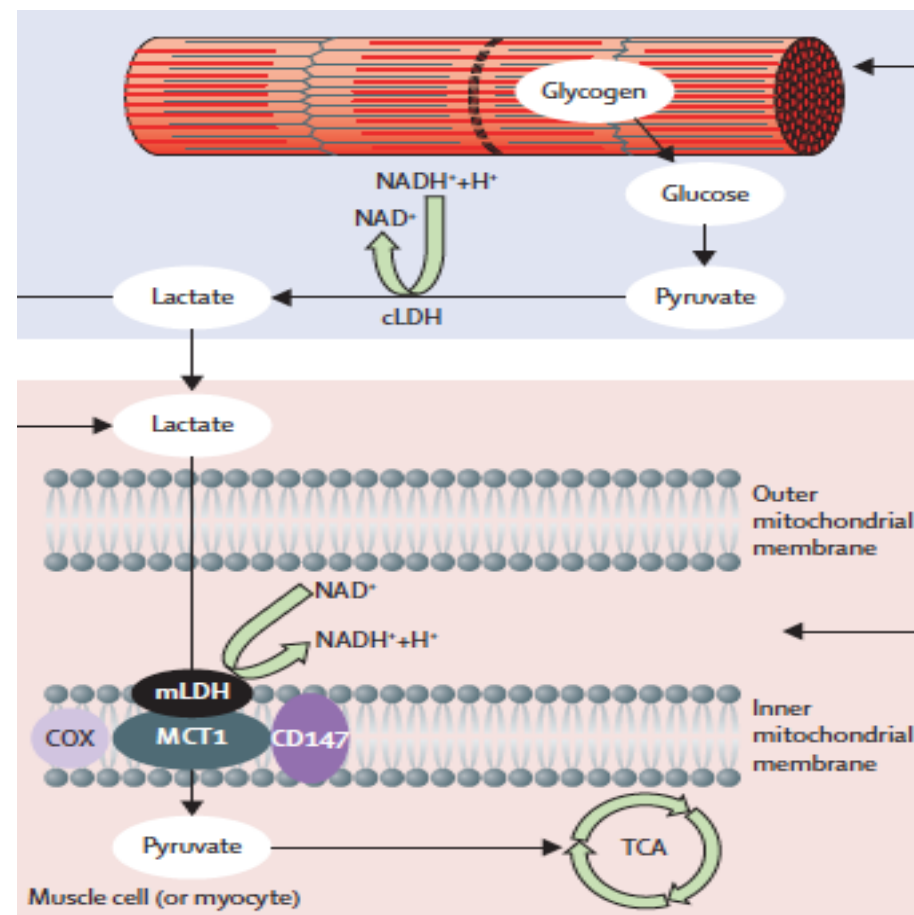 Glycogen
NADH⁺+H⁺
Glucose
NAD⁺
Lactate
Pyruvate
cLDH
Lactate
Outer
mitochondrial
membrane
NAD⁺
NADH⁺+H⁺
mLDH
COX
MCT1
CD147
Inner
mitochondrial
membrane
Pyruvate
TCA
Muscle cell (or myocyte)